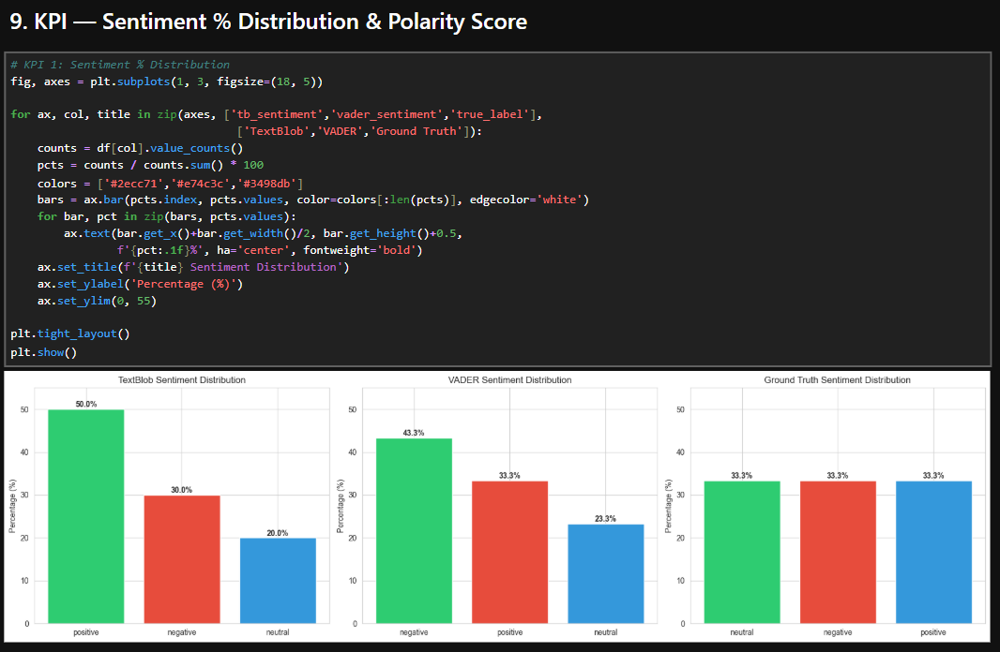 9. KPI — Sentiment % Distribution & Polarity Score
# KPI 1: Sentiment % Distribution
fig, axes = plt.subplots(1, 3, figsize=(18, 5))
for ax, col, title in zip(axes, ['tb_sentiment','vader_sentiment','true_label'],
                                 ['TextBlob','VADER','Ground Truth']):
    counts = df[col].value_counts()
    pcts = counts / counts.sum() * 100
    colors = ['#2ecc71','#e74c3c','#3498db']
    bars = ax.bar(pcts.index, pcts.values, color=colors[:len(pcts)], edgecolor='white')
    for bar, pct in zip(bars, pcts.values):
        ax.text(bar.get_x()+bar.get_width()/2, bar.get_height()+0.5,
                f'{pct:.1f}%', ha='center', fontweight='bold')
    ax.set_title(f'{title} Sentiment Distribution')
    ax.set_ylabel('Percentage (%)')
    ax.set_ylim(0, 55)
plt.tight_layout()
plt.show()
TextBlob Sentiment Distribution
Percentage (%)
50
40
30
20
10
0
50.0%
30.0%
20.0%
positive negative neutral
VADER Sentiment Distribution
Percentage (%)
50
40
30
20
10
0
43.3%
33.3%
23.3%
negative positive neutral
Ground Truth Sentiment Distribution
Percentage (%)
50
40
30
20
10
0
33.3% 33.3% 33.3%
neutral negative positive